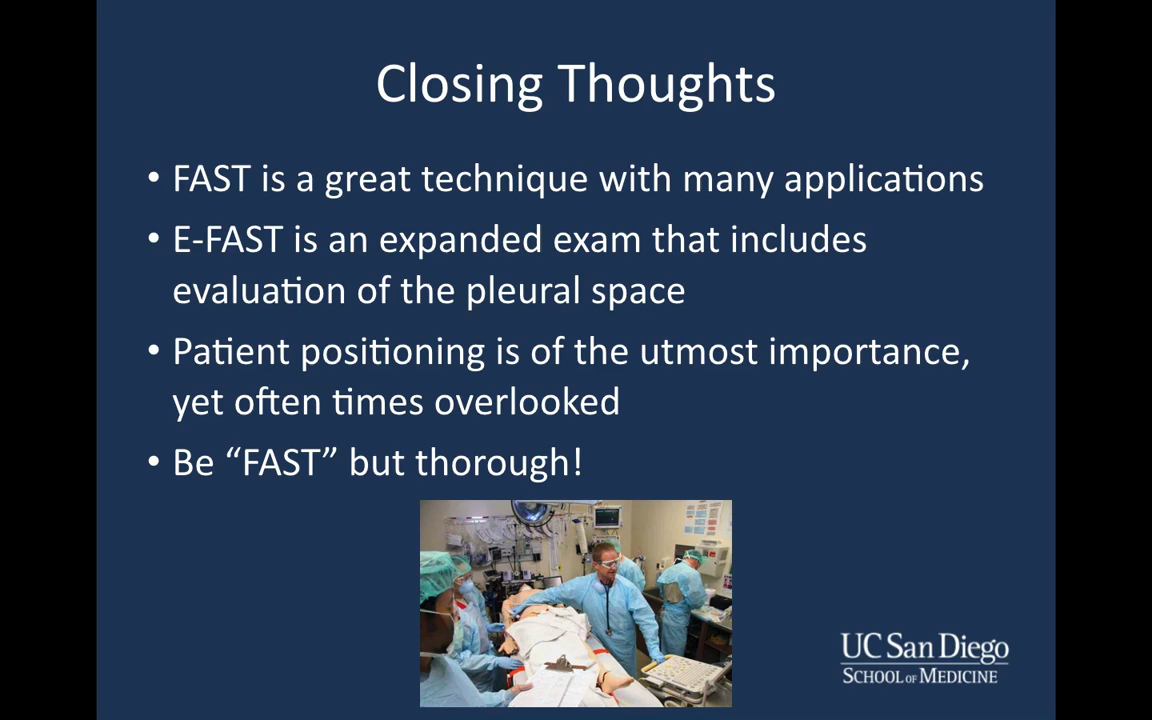 Closing Thoughts
• FAST is a great technique with many applications
• E-FAST is an expanded exam that includes
evaluation of the pleural space
• Patient positioning is of the utmost importance,
yet often times overlooked
• Be “FAST” but thorough!
UC San Diego
SCHOOL OF MEDICINE